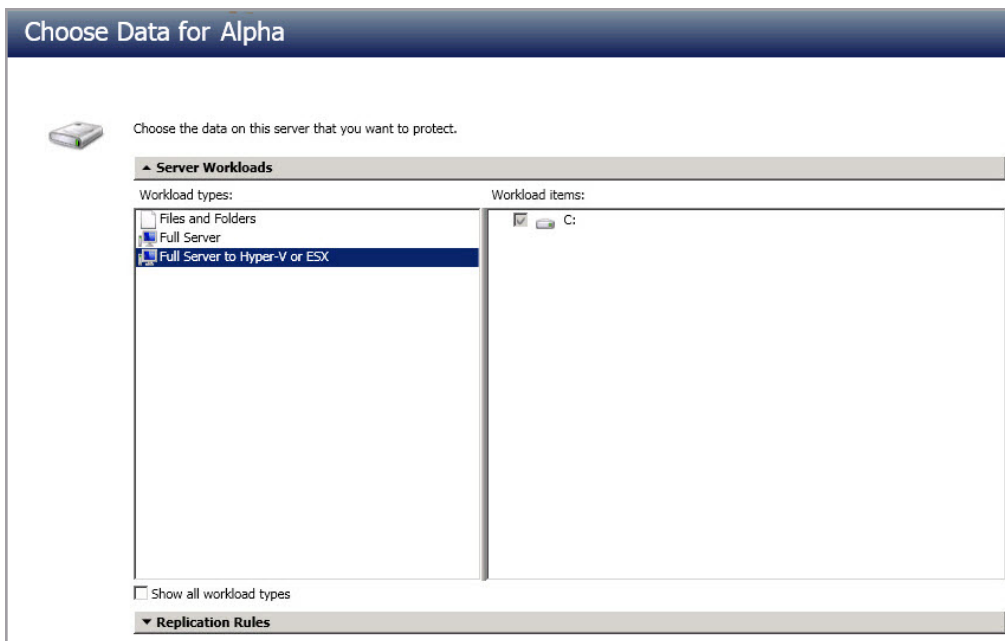 Choose Data for Alpha
Choose the data on this server that you want to protect.
Server Workloads
Workload types:
Workload items:
Files and Folders
Full Server
Full Server to Hyper-V or ESX
C:
Show all workload types
Replication Rules